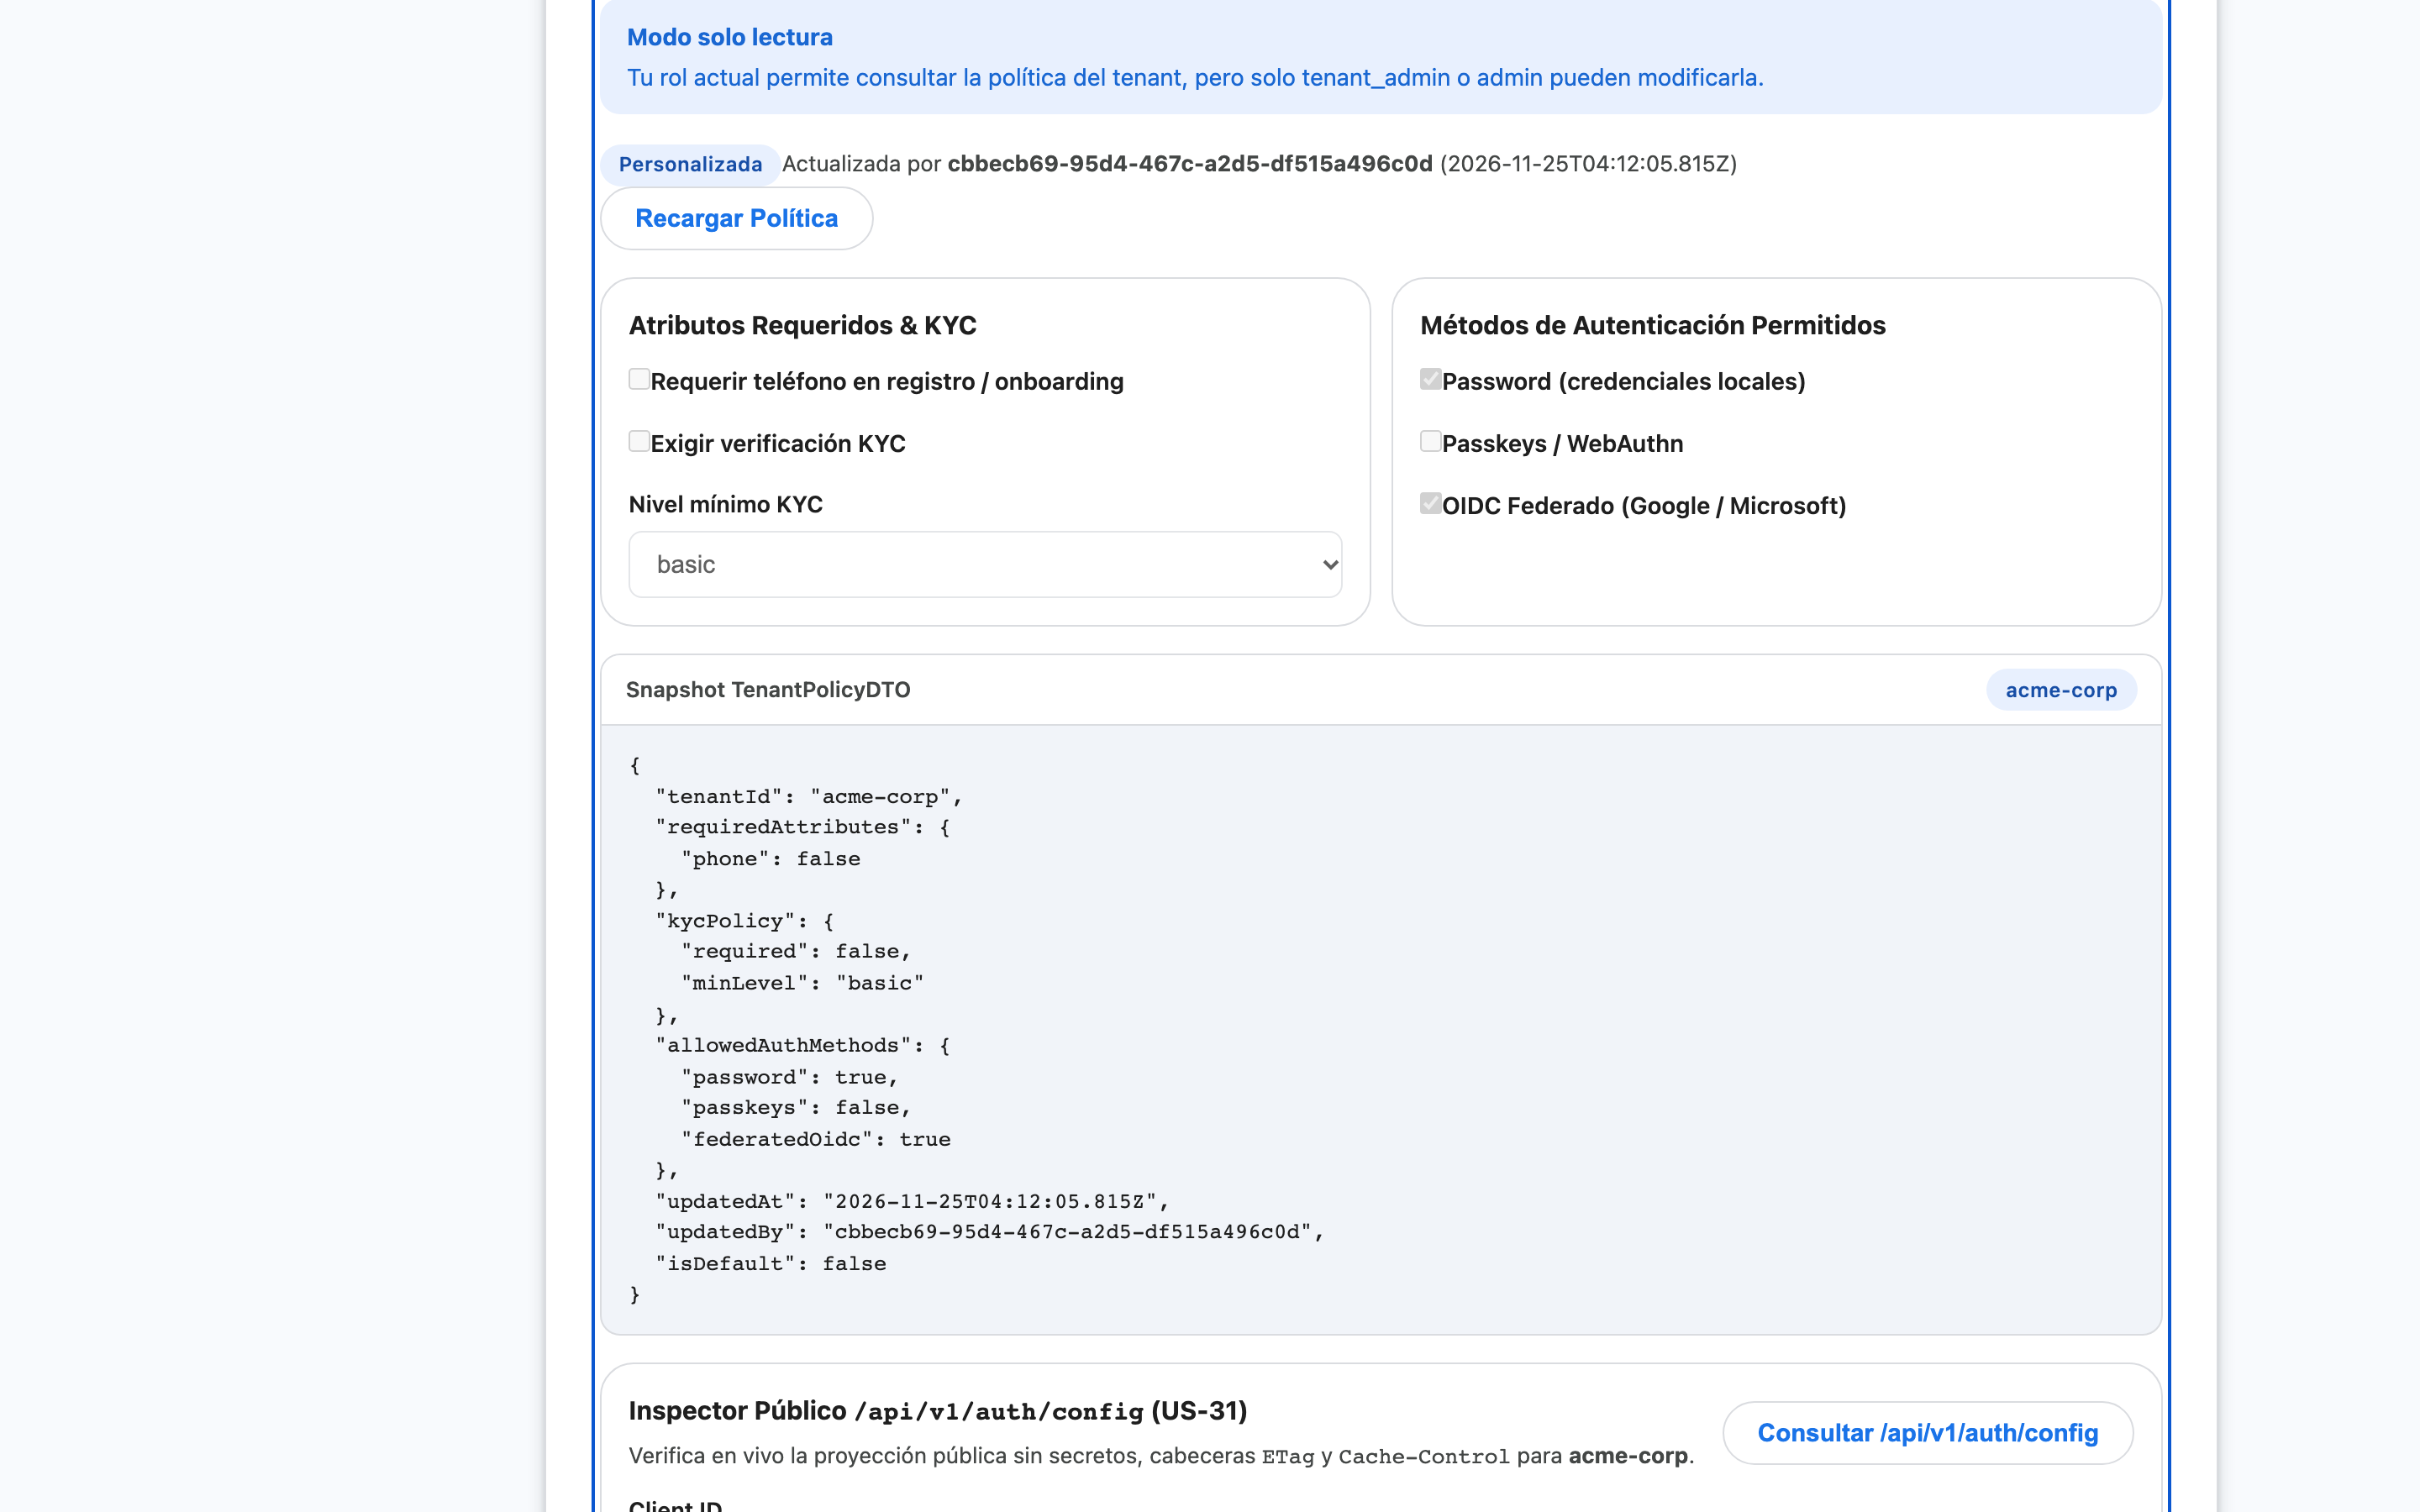 Modo solo lectura
Tu rol actual permite consultar la política del tenant, pero solo tenant_admin o admin pueden modificarla.
Personalizada Actualizada por cbbecb69-95d4-467c-a2d5-df515a496c0d (2026-11-25T04:12:05.815Z)
Recargar Política
Atributos Requeridos & KYC
Requerir teléfono en registro / onboarding
Exigir verificación KYC
Nivel mínimo KYC
basic
Métodos de Autenticación Permitidos
Password (credenciales locales)
Passkeys / WebAuthn
OIDC Federado (Google / Microsoft)
Snapshot TenantPolicyDTO
acme-corp
{
  "tenantId": "acme-corp",
  "requiredAttributes": {
    "phone": false
  },
  "kycPolicy": {
    "required": false,
    "minLevel": "basic"
  },
  "allowedAuthMethods": {
    "password": true,
    "passkeys": false,
    "federatedOidc": true
  },
  "updatedAt": "2026-11-25T04:12:05.815Z",
  "updatedBy": "cbbecb69-95d4-467c-a2d5-df515a496c0d",
  "isDefault": false
}
Inspector Público /api/v1/auth/config (US-31)
Verifica en vivo la proyección pública sin secretos, cabeceras ETag y Cache-Control para acme-corp.
Consultar /api/v1/auth/config
Client ID